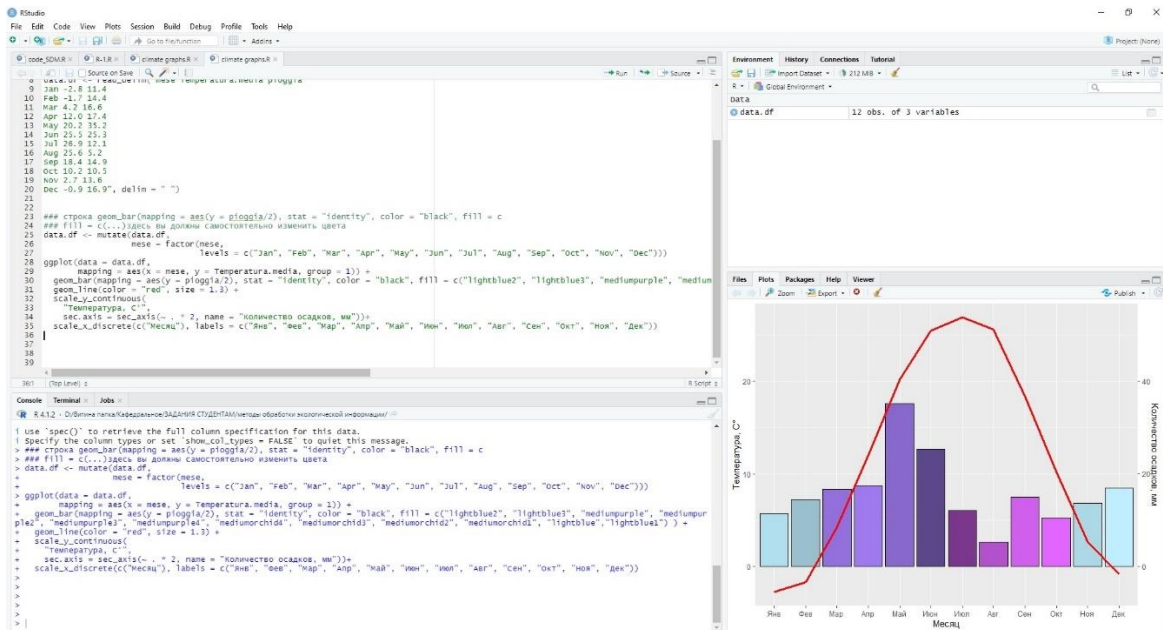 RStudio
File Edit Code View Plots Session Build Debug Profile Tools Help
Go to file/function Addins
Project: (None)
code_SDM.R R-1.R climate graphs.R climate graphs.R
Source on Save Run Source
8 data.df <- read_delim("mese Temperatura.media pioggia
9 Jan -2.8 11.4
10 Feb -1.7 14.4
11 Mar 4.2 16.6
12 Apr 12.0 17.4
13 May 20.2 35.2
14 Jun 25.5 25.3
15 Jul 26.9 12.1
16 Aug 25.6 5.2
17 Sep 18.4 14.9
18 Oct 10.2 10.5
19 Nov 2.7 13.6
20 Dec -0.9 16.9", delim = " ")
21
22
23 ### строка geom_bar(mapping = aes(y = pioggia/2), stat = "identity", color = "black", fill = c
24 ### fill = c(...)здесь вы должны самостоятельно изменить цвета
25 data.df <- mutate(data.df,
26 mese = factor(mese,
27 levels = c("Jan", "Feb", "Mar", "Apr", "May", "Jun", "Jul", "Aug", "Sep", "Oct", "Nov", "Dec")))
28 ggplot(data = data.df,
29 mapping = aes(x = mese, y = Temperatura.media, group = 1)) +
30 geom_bar(mapping = aes(y = pioggia/2), stat = "identity", color = "black", fill = c("lightblue2", "lightblue3", "mediumpurple", "medium
31 geom_line(color = "red", size = 1.3) +
32 scale_y_continuous(
33 "Температура, C°",
34 sec.axis = sec_axis(~ . * 2, name = "Количество осадков, мм"))+
35 scale_x_discrete(c("Месяц"), labels = c("Янв", "Фев", "Мар", "Апр", "Май", "Июн", "Июл", "Авг", "Сен", "Окт", "Ноя", "Дек"))
36
37
38
39
36:1 (Top Level) R Script
Console Terminal Jobs
R 4.1.2 · D:/Випина папка/Кафедральное/ЗАДАНИЯ СТУДЕНТАМ/методы обработки экологической информации/
i Use `spec()` to retrieve the full column specification for this data.
i Specify the column types or set `show_col_types = FALSE` to quiet this message.
> ### строка geom_bar(mapping = aes(y = pioggia/2), stat = "identity", color = "black", fill = c
> ### fill = c(...)здесь вы должны самостоятельно изменить цвета
> data.df <- mutate(data.df,
+ mese = factor(mese,
+ levels = c("Jan", "Feb", "Mar", "Apr", "May", "Jun", "Jul", "Aug", "Sep", "Oct", "Nov", "Dec")))
> ggplot(data = data.df,
+ mapping = aes(x = mese, y = Temperatura.media, group = 1)) +
+ geom_bar(mapping = aes(y = pioggia/2), stat = "identity", color = "black", fill = c("lightblue2", "lightblue3", "mediumpurple", "mediumpur
ple2", "mediumpurple3", "mediumpurple4", "mediumorchid4", "mediumorchid3", "mediumorchid2", "mediumorchid1", "lightblue","lightblue1") ) +
+ geom_line(color = "red", size = 1.3) +
+ scale_y_continuous(
+ "Температура, C°",
+ sec.axis = sec_axis(~ . * 2, name = "Количество осадков, мм"))+
+ scale_x_discrete(c("Месяц"), labels = c("Янв", "Фев", "Мар", "Апр", "Май", "Июн", "Июл", "Авг", "Сен", "Окт", "Ноя", "Дек"))
>
>
>
>
>
>
Environment History Connections Tutorial
Import Dataset 212 MiB List
R Global Environment
Data
data.df 12 obs. of 3 variables
Files Plots Packages Help Viewer
Zoom Export Publish
20
10
0
40
20
0
Температура, C°
Количество осадков, мм
Янв Фев Мар Апр Май Июн Июл Авг Сен Окт Ноя Дек
Месяц